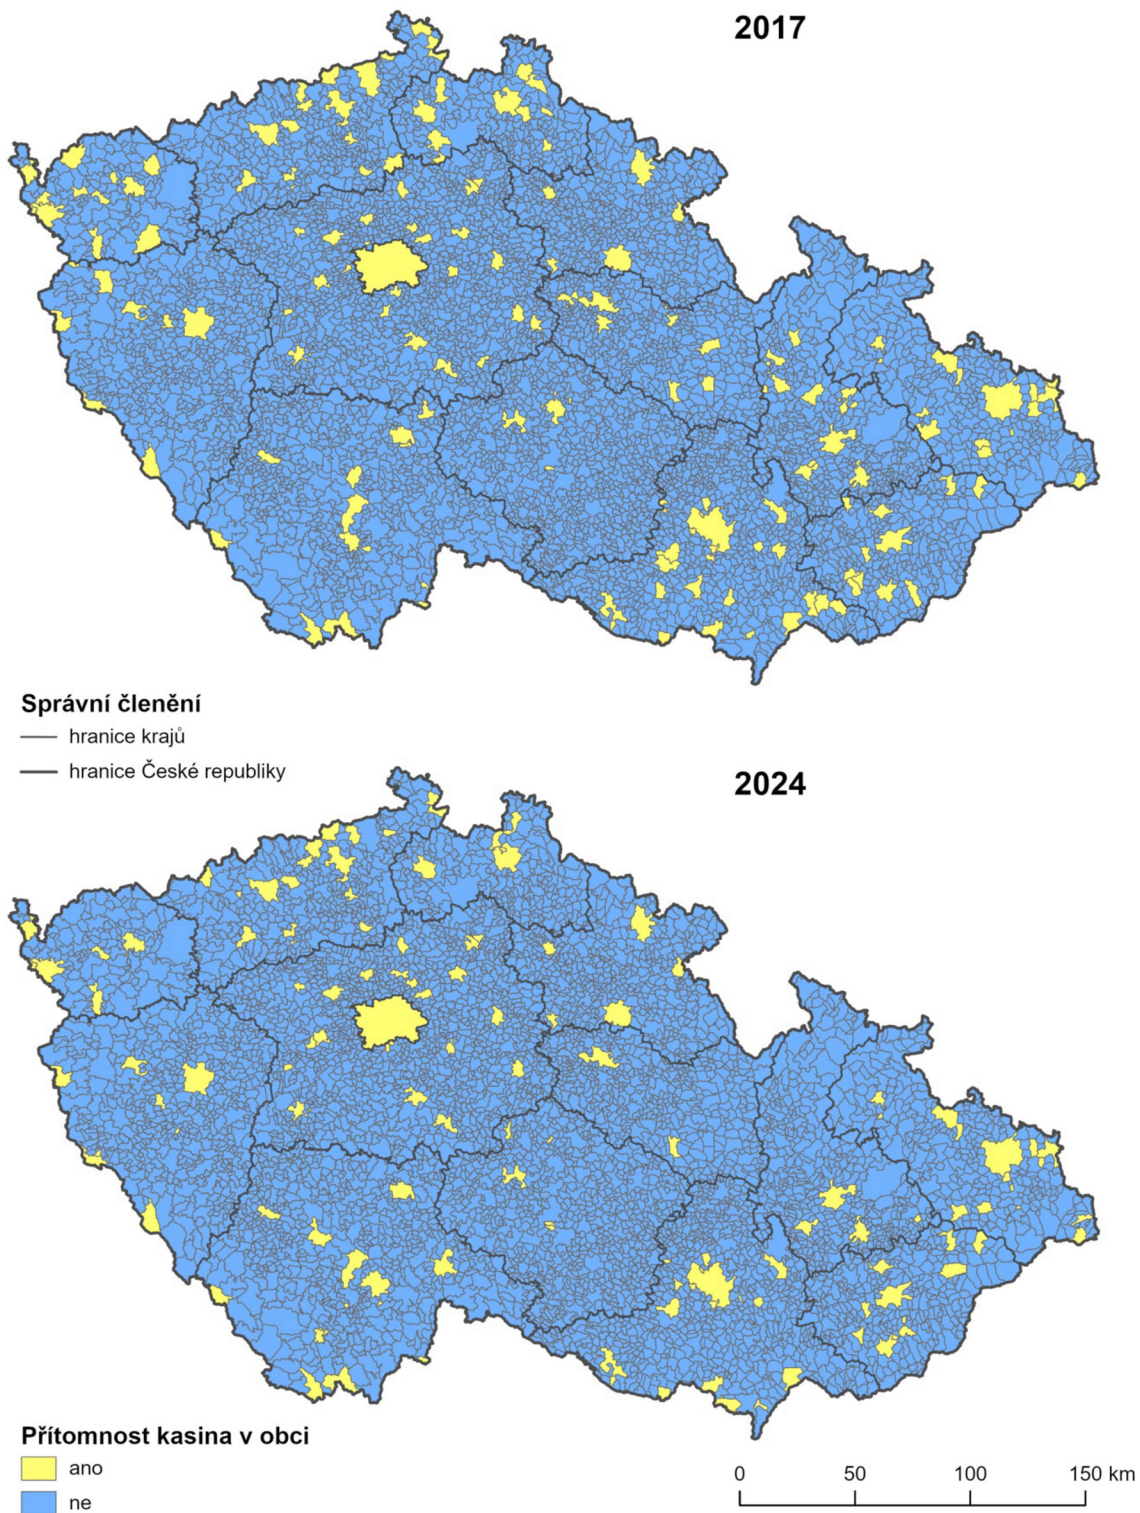 2017
Správní členění
hranice krajů
hranice České republiky
2024
Přítomnost kasina v obci
ano
ne
0 50 100 150 km